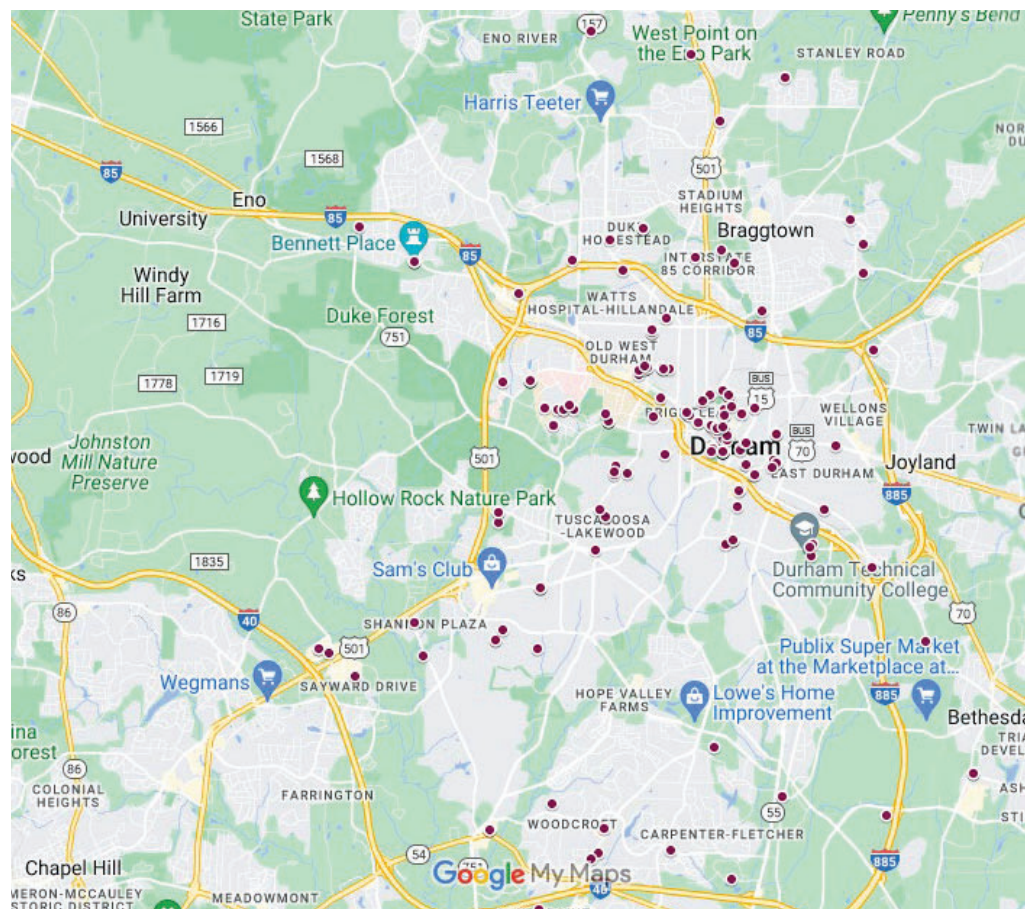 State Park
157
ENO RIVER
West Point on
the Eno Park
Penny's Bend
STANLEY ROAD
Harris Teeter
1566
1568
85
501
STADIUM
HEIGHTS
Eno
University
85
85
Bennett Place
DUKE
HOMESTEAD
Braggtown
INTERSTATE
85 CORRIDOR
Windy
Hill Farm
WATTS
HOSPITAL-HILLANDALE
1716
Duke Forest
751
85
OLD WEST
DURHAM
1778
1719
BUS
15
WELLONS
VILLAGE
Johnston
Mill Nature
Preserve
BUS
70
EAST DURHAM
Joyland
501
885
Hollow Rock Nature Park
TUSCALOOSA
-LAKEWOOD
1835
Sam's Club
Durham Technical
Community College
86
40
70
SHANNON PLAZA
501
Publix Super Market
at the Marketplace at...
Wegmans
SAYWARD DRIVE
HOPE VALLEY
FARMS
Lowe's Home
Improvement
885
Bethesda
86
COLONIAL
HEIGHTS
FARRINGTON
55
WOODCROFT
CARPENTER-FLETCHER
54
751
885
Chapel Hill
Google My Maps
40
MEADOWMONT